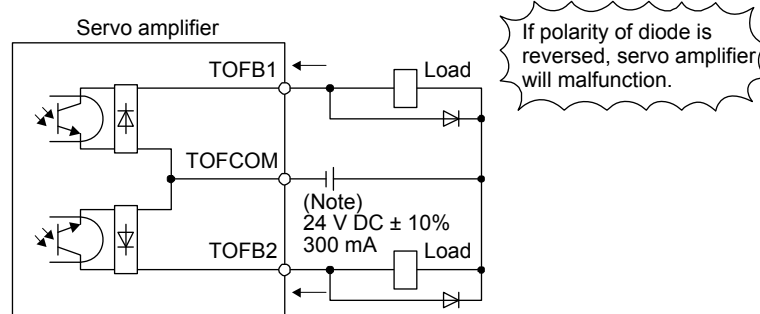 Servo amplifier
If polarity of diode is
reversed, servo amplifier
will malfunction.
TOFB1
Load
TOFCOM
(Note)
24 V DC ± 10%
300 mA
TOFB2
Load